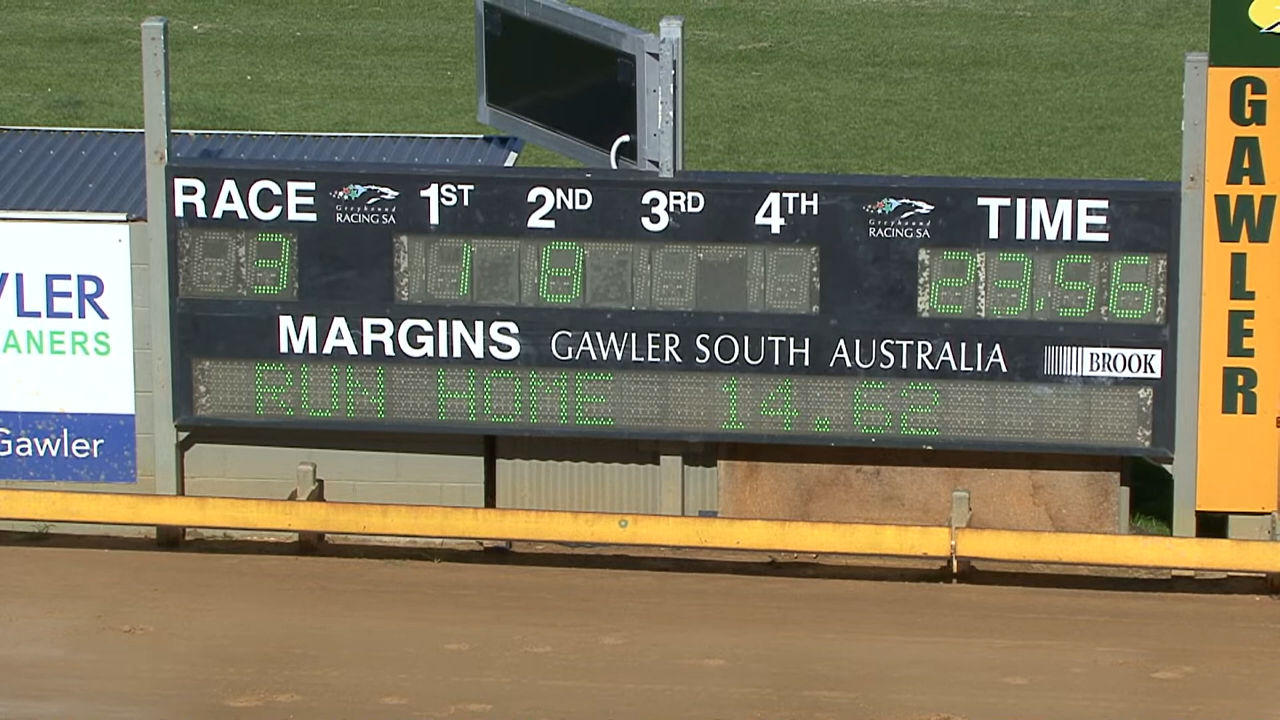 RACE Greyhound RACING SA 1ST 2ND 3RD 4TH Greyhound RACING SA TIME
3 1 8 23.56
MARGINS GAWLER SOUTH AUSTRALIA BROOK
RUN HOME 14.62
GAWLER
WLER
ANERS
Gawler